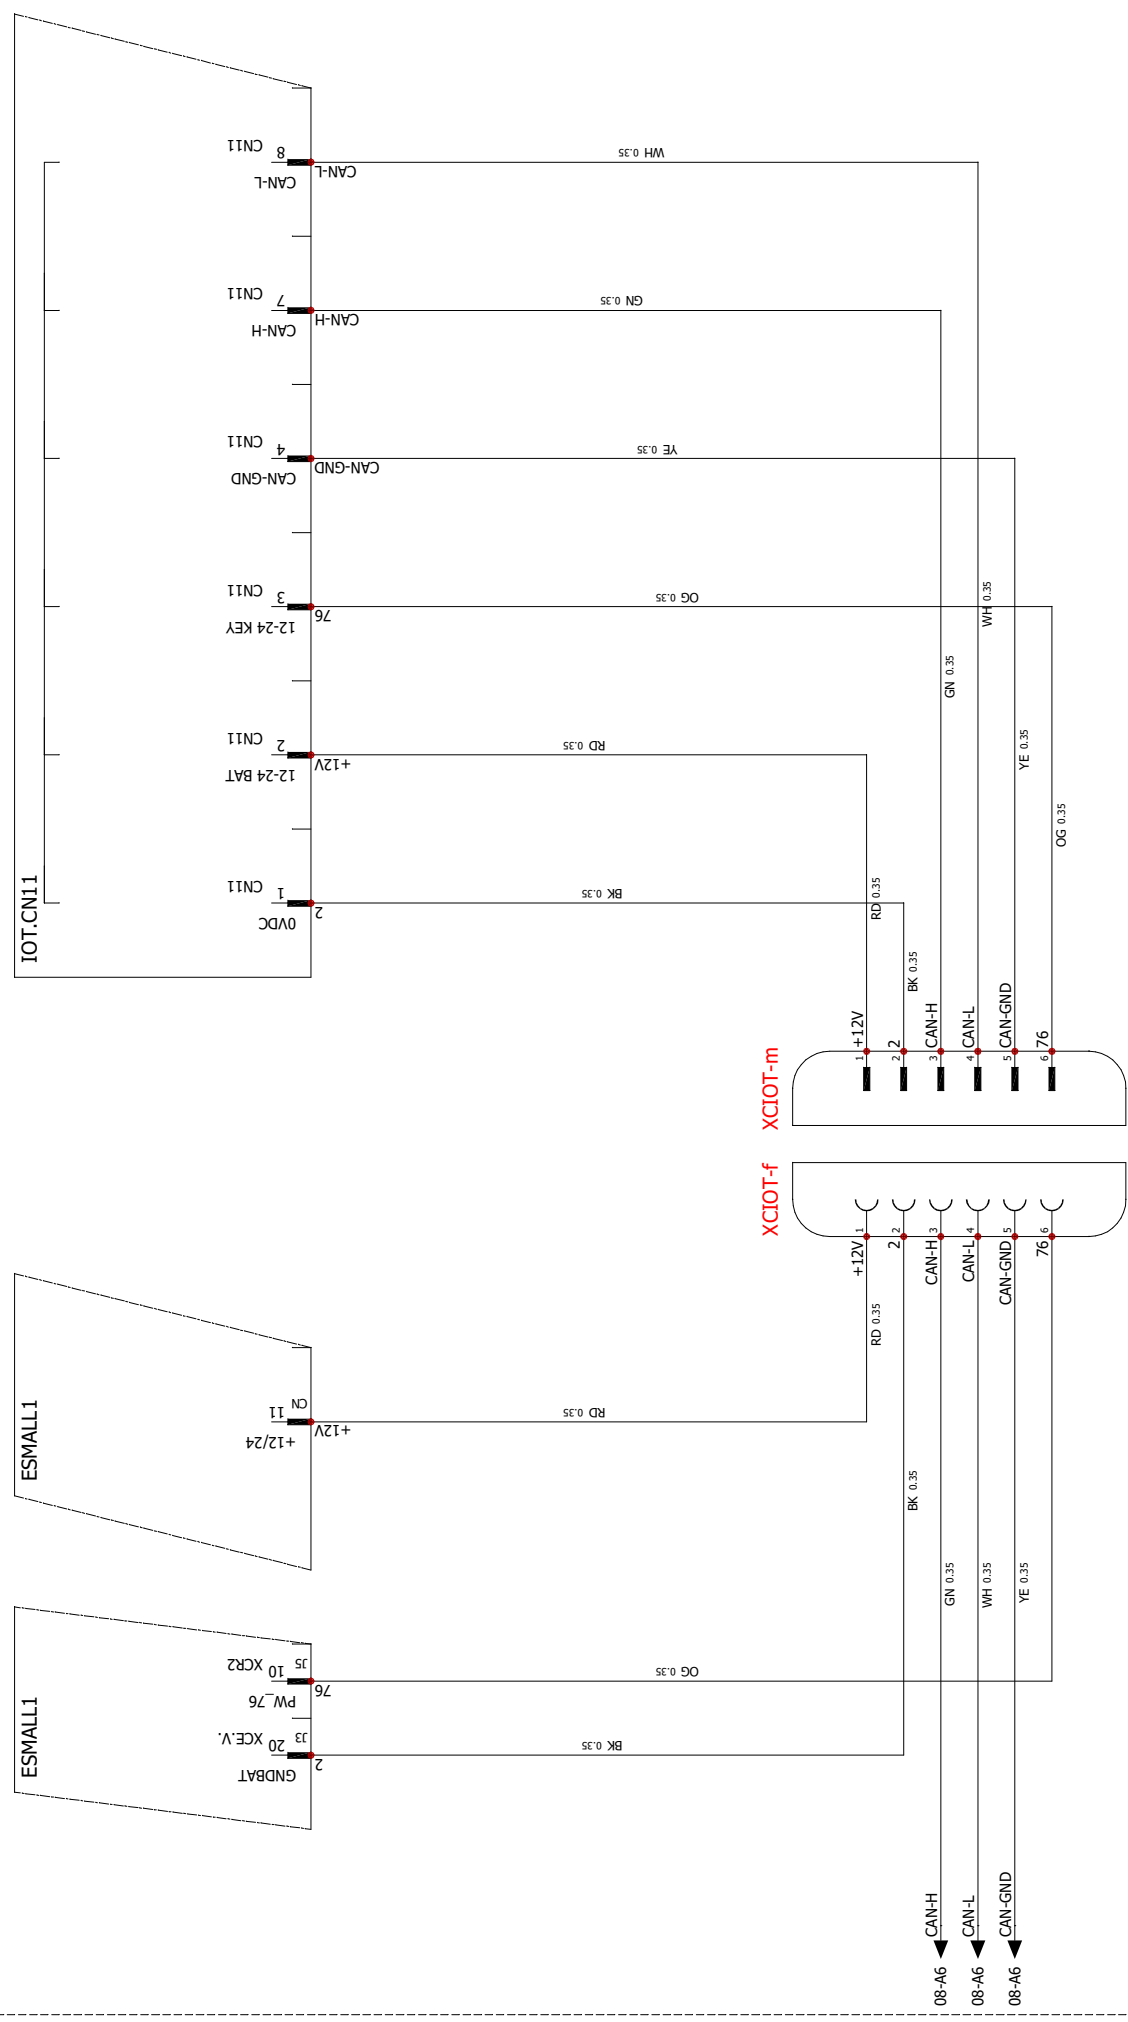 IOT.CN11
CN11
8
CAN-L
CAN-L
WH 0.35
CN11
7
CAN-H
CAN-H
GN 0.35
CN11
4
CAN-GND
CAN-GND
YE 0.35
CN11
3
12-24 KEY
76
OG 0.35
CN11
2
12-24 BAT
+12V
RD 0.35
CN11
1
0VDC
2
BK 0.35
WH 0.35
GN 0.35
YE 0.35
OG 0.35
RD 0.35
BK 0.35
XCIOT-m
+12V
1
2
2
CAN-H
3
CAN-L
4
CAN-GND
5
76
6
XCIOT-f
1
+12V
2
2
3
CAN-H
4
CAN-L
5
CAN-GND
6
76
RD 0.35
ESMALL1
CN
11
+12/24
+12V
RD 0.35
BK 0.35
GN 0.35
WH 0.35
YE 0.35
ESMALL1
J5
XCR2
10
PW_76
76
OG 0.35
J3
XCE.V.
20
GNDBAT
2
BK 0.35
CAN-H
CAN-L
CAN-GND
08-A6
08-A6
08-A6